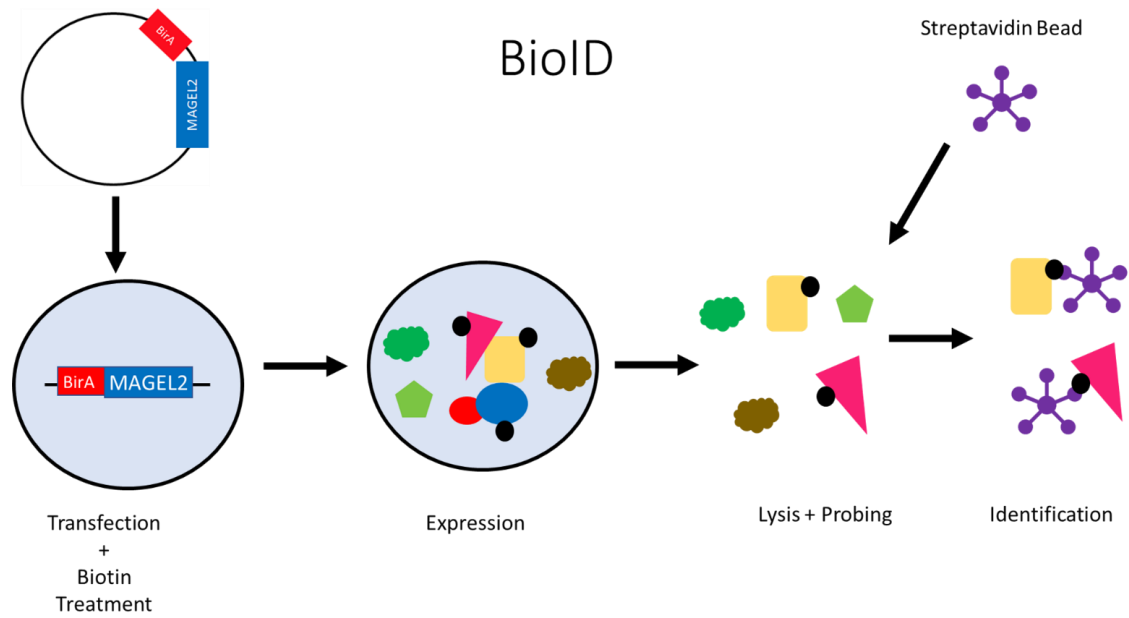 BioID
Streptavidin Bead
BirA
MAGEL2
BirA MAGEL2
Transfection
+
Biotin
Treatment
Expression
Lysis + Probing
Identification